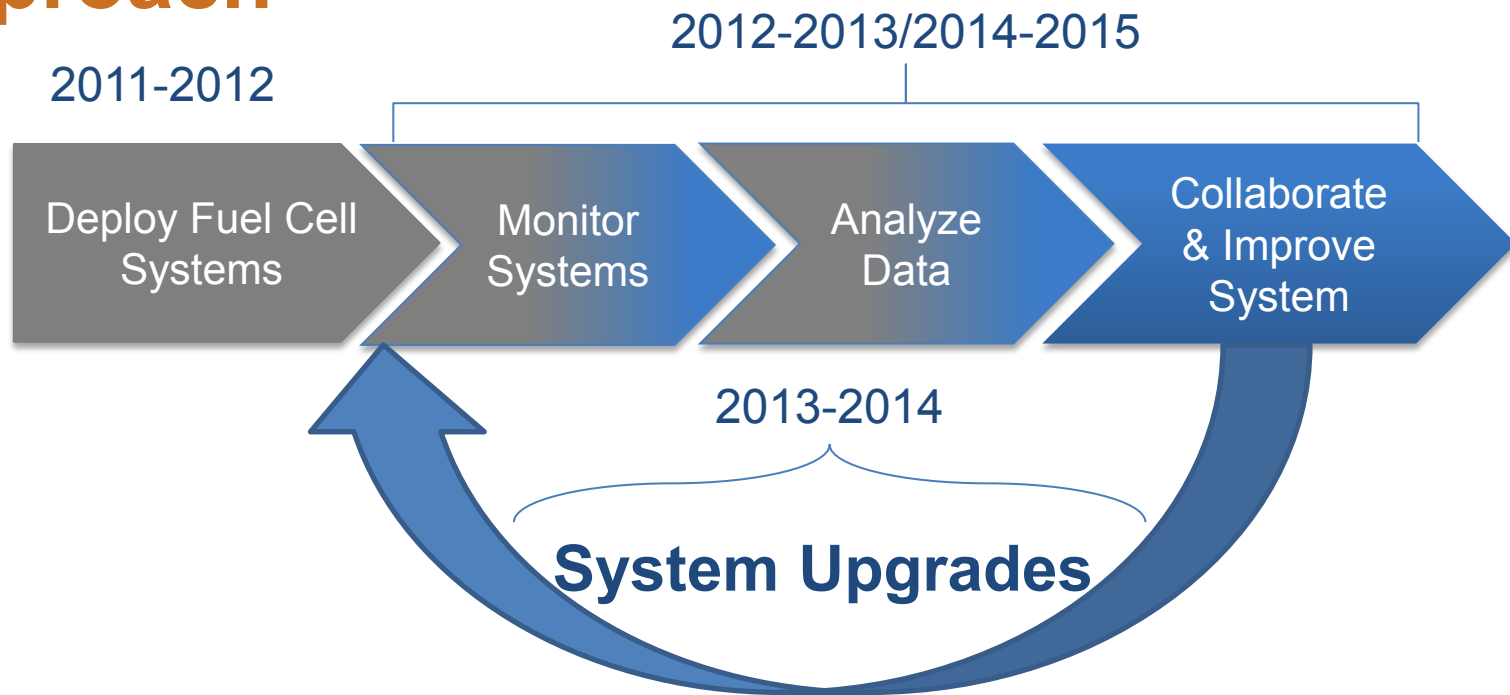 2012-2013/2014-2015
2011-2012
Deploy Fuel Cell
Systems
Monitor
Systems
Analyze
Data
Collaborate
& Improve
System
2013-2014
System Upgrades